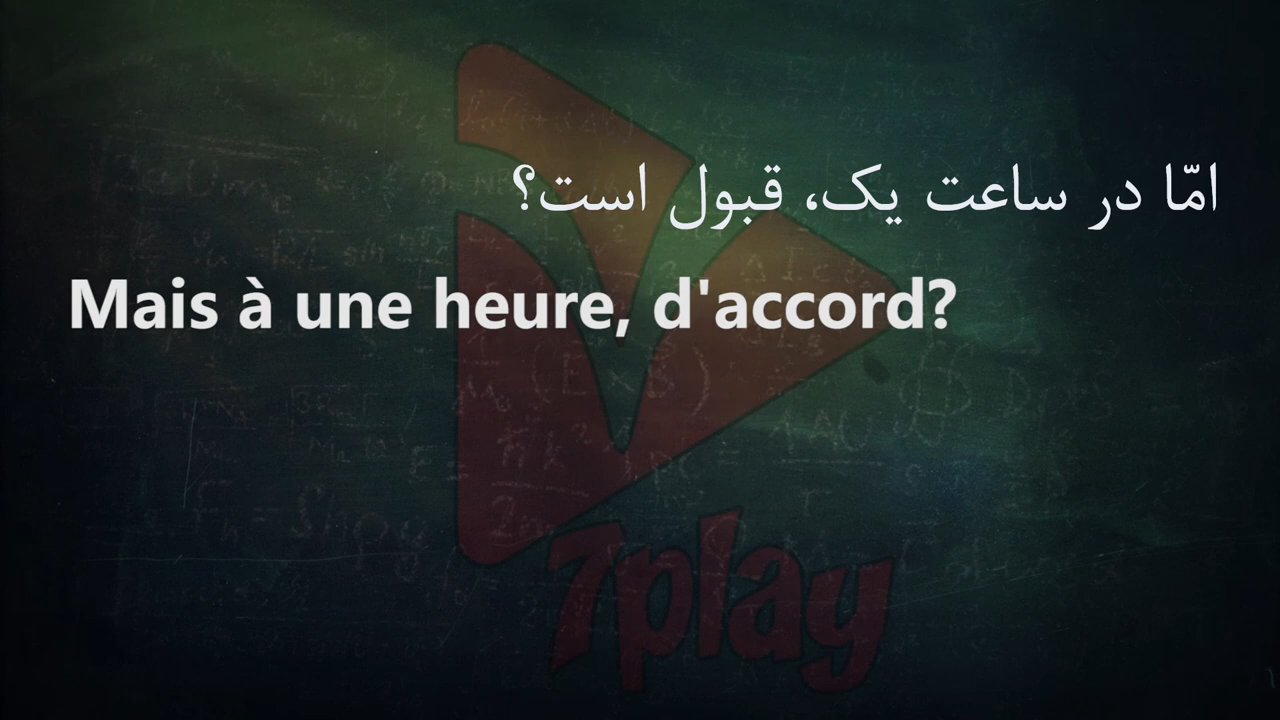 امّا در ساعت یک، قبول است؟
Mais à une heure, d'accord?
7play